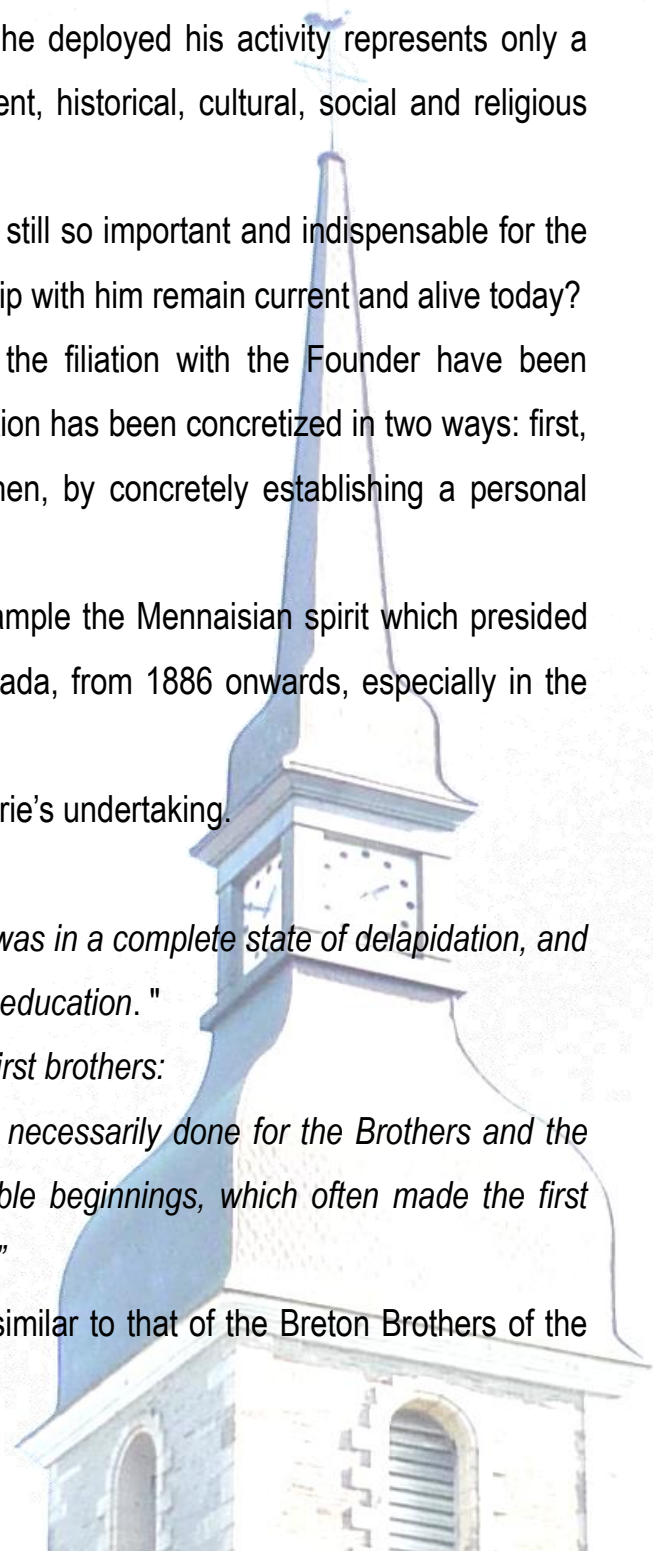 he deployed his activity represents only a
ent, historical, cultural, social and religious
still so important and indispensable for the
ip with him remain current and alive today?
the filiation with the Founder have been
tion has been concretized in two ways: first,
hen, by concretely establishing a personal
ample the Mennaisian spirit which presided
ada, from 1886 onwards, especially in the
rie’s undertaking.
was in a complete state of delapidation, and
education. "
irst brothers:
necessarily done for the Brothers and the
ble beginnings, which often made the first
”
similar to that of the Breton Brothers of the